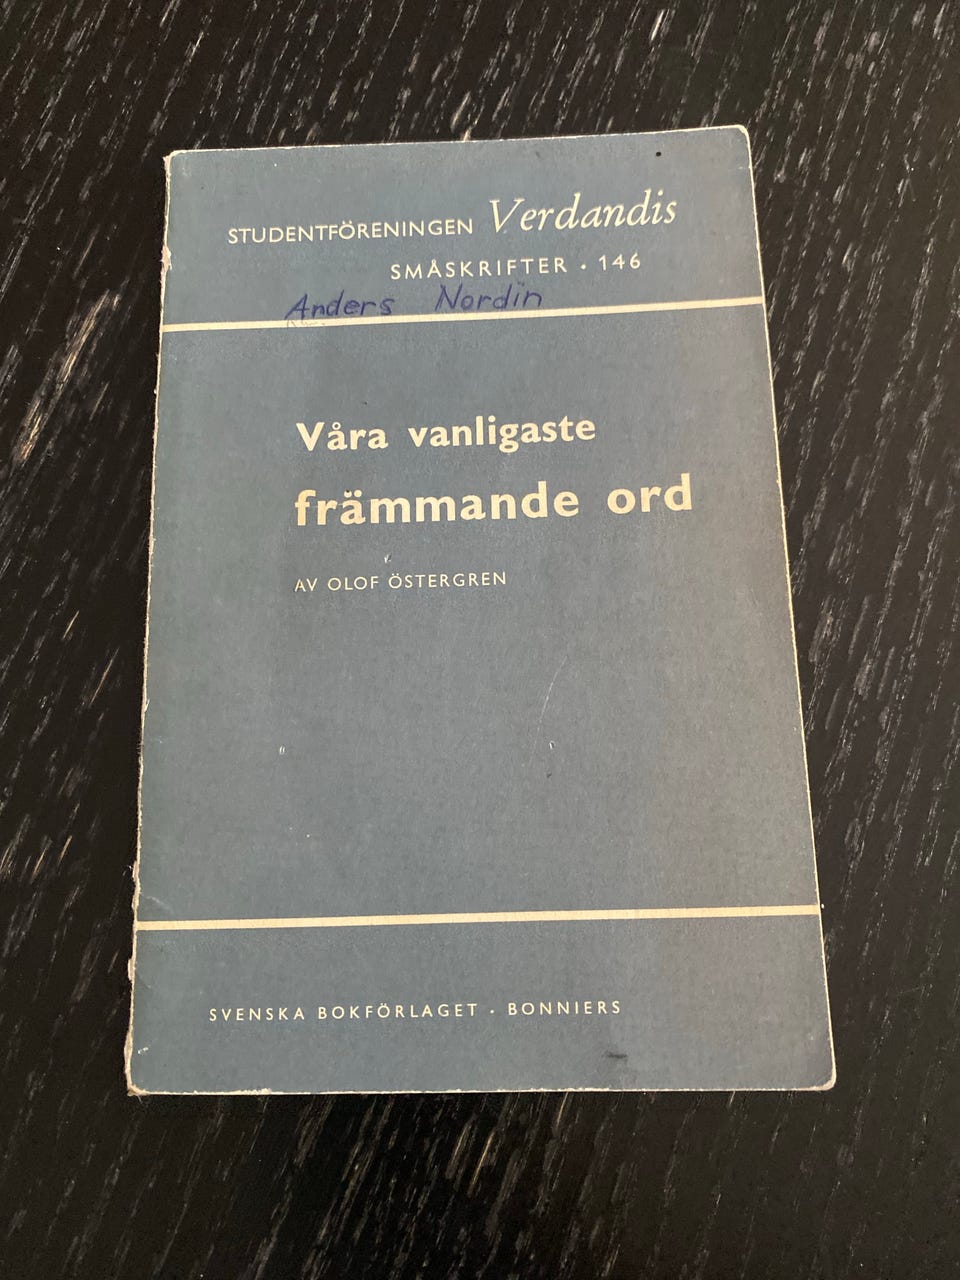 STUDENTFÖRENINGEN Verdandis
SMÅSKRIFTER · 146
Anders Nordin
Våra vanligaste
främmande ord
AV OLOF ÖSTERGREN
SVENSKA BOKFÖRLAGET · BONNIERS